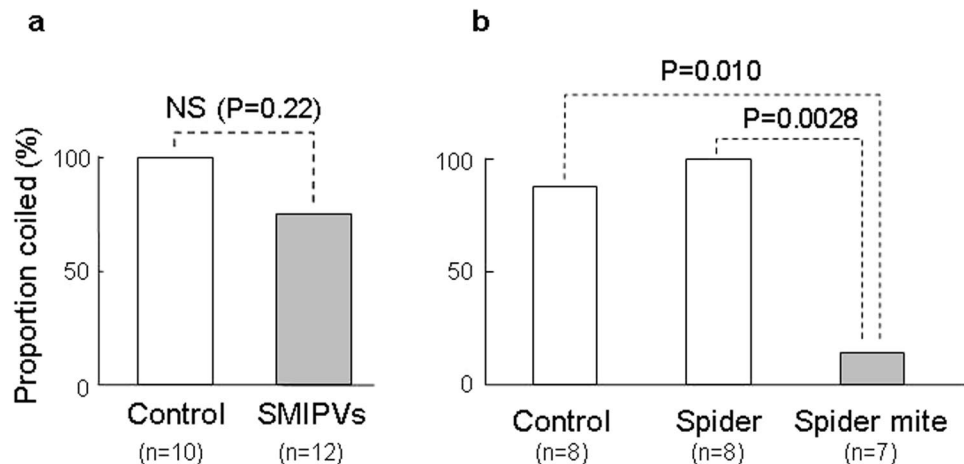 a
NS (P=0.22)
Proportion coiled (%)
100
50
0
Control
SMIPVs
(n=10)
(n=12)
b
P=0.010
P=0.0028
100
50
0
Control
Spider
Spider mite
(n=8)
(n=8)
(n=7)